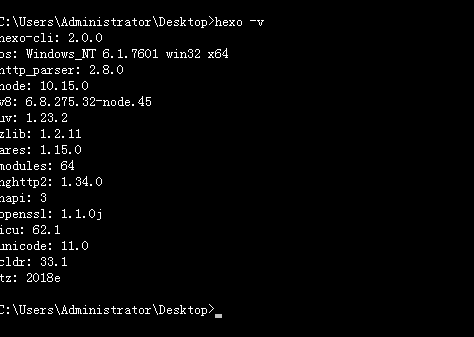 C:\Users\Administrator\Desktop>hexo -v
hexo-cli: 2.0.0
os: Windows_NT 6.1.7601 win32 x64
http_parser: 2.8.0
node: 10.15.0
v8: 6.8.275.32-node.45
uv: 1.23.2
zlib: 1.2.11
ares: 1.15.0
modules: 64
nghttp2: 1.34.0
napi: 3
openssl: 1.1.0j
icu: 62.1
unicode: 11.0
cldr: 33.1
tz: 2018e
C:\Users\Administrator\Desktop>_